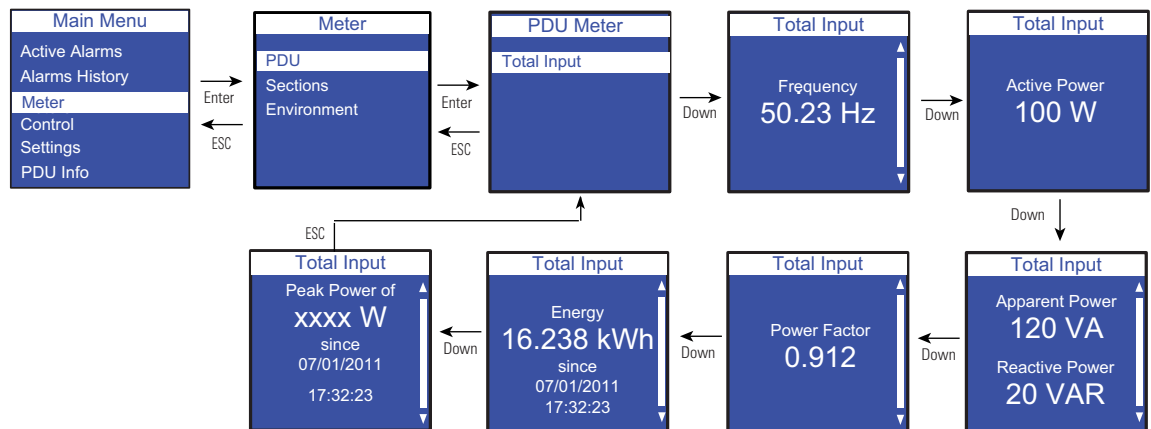 Main Menu
Active Alarms
Alarms History
Meter
Control
Settings
PDU Info
Enter
ESC
Meter
PDU
Sections
Environment
Enter
ESC
PDU Meter
Total Input
Down
Total Input
Frequency
50.23 Hz
Down
Total Input
Active Power
100 W
Down
Total Input
Apparent Power
120 VA
Reactive Power
20 VAR
Down
Total Input
Power Factor
0.912
Down
Total Input
Energy
16.238 kWh
since
07/01/2011
17:32:23
Down
Total Input
Peak Power of
xxxx W
since
07/01/2011
17:32:23
ESC